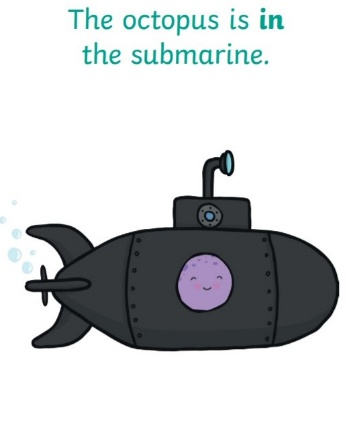 The octopus is in
the submarine.